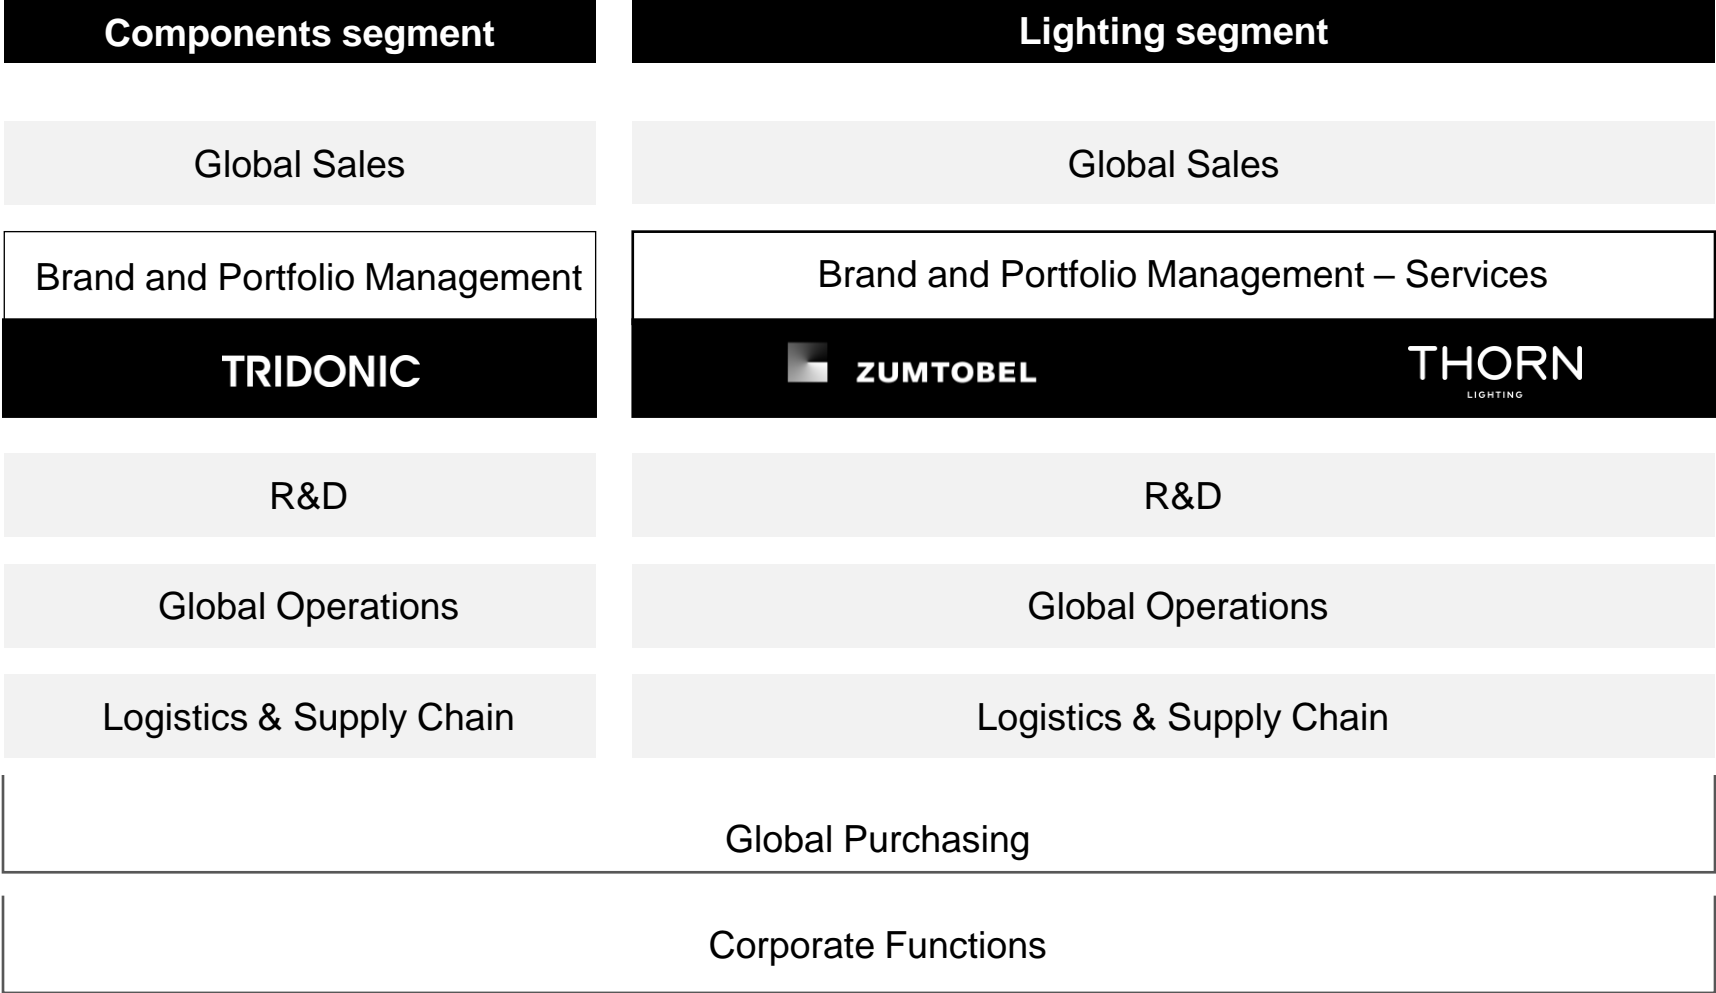 Components segment
Lighting segment
Global Sales
Global Sales
Brand and Portfolio Management
Brand and Portfolio Management – Services
TRIDONIC
ZUMTOBEL
THORN
LIGHTING
R&D
R&D
Global Operations
Global Operations
Logistics & Supply Chain
Logistics & Supply Chain
Global Purchasing
Corporate Functions